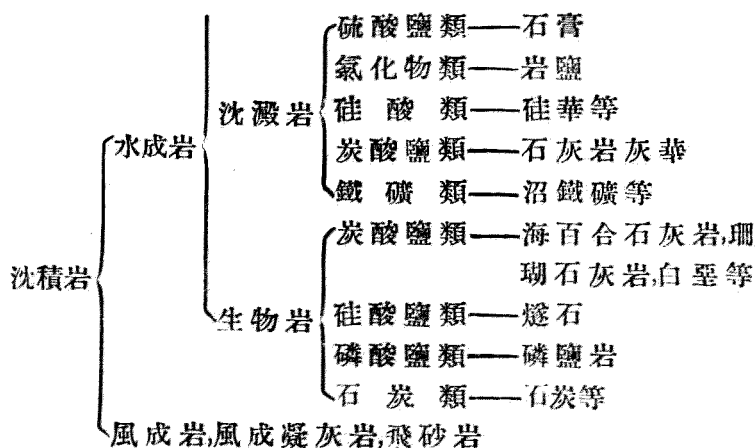 硫酸鹽類——石膏
氯化物類——岩鹽
沈澱岩 硅酸類——硅華等
水成岩 炭酸鹽類——石灰岩灰華
鐵礦類——沼鐵礦等
炭酸鹽類——海百合石灰岩,珊
沈積岩 瑚石灰岩,白堊等
生物岩 硅酸鹽類——燧石
磷酸鹽類——磷鹽岩
石炭類——石炭等
風成岩,風成凝灰岩,飛砂岩